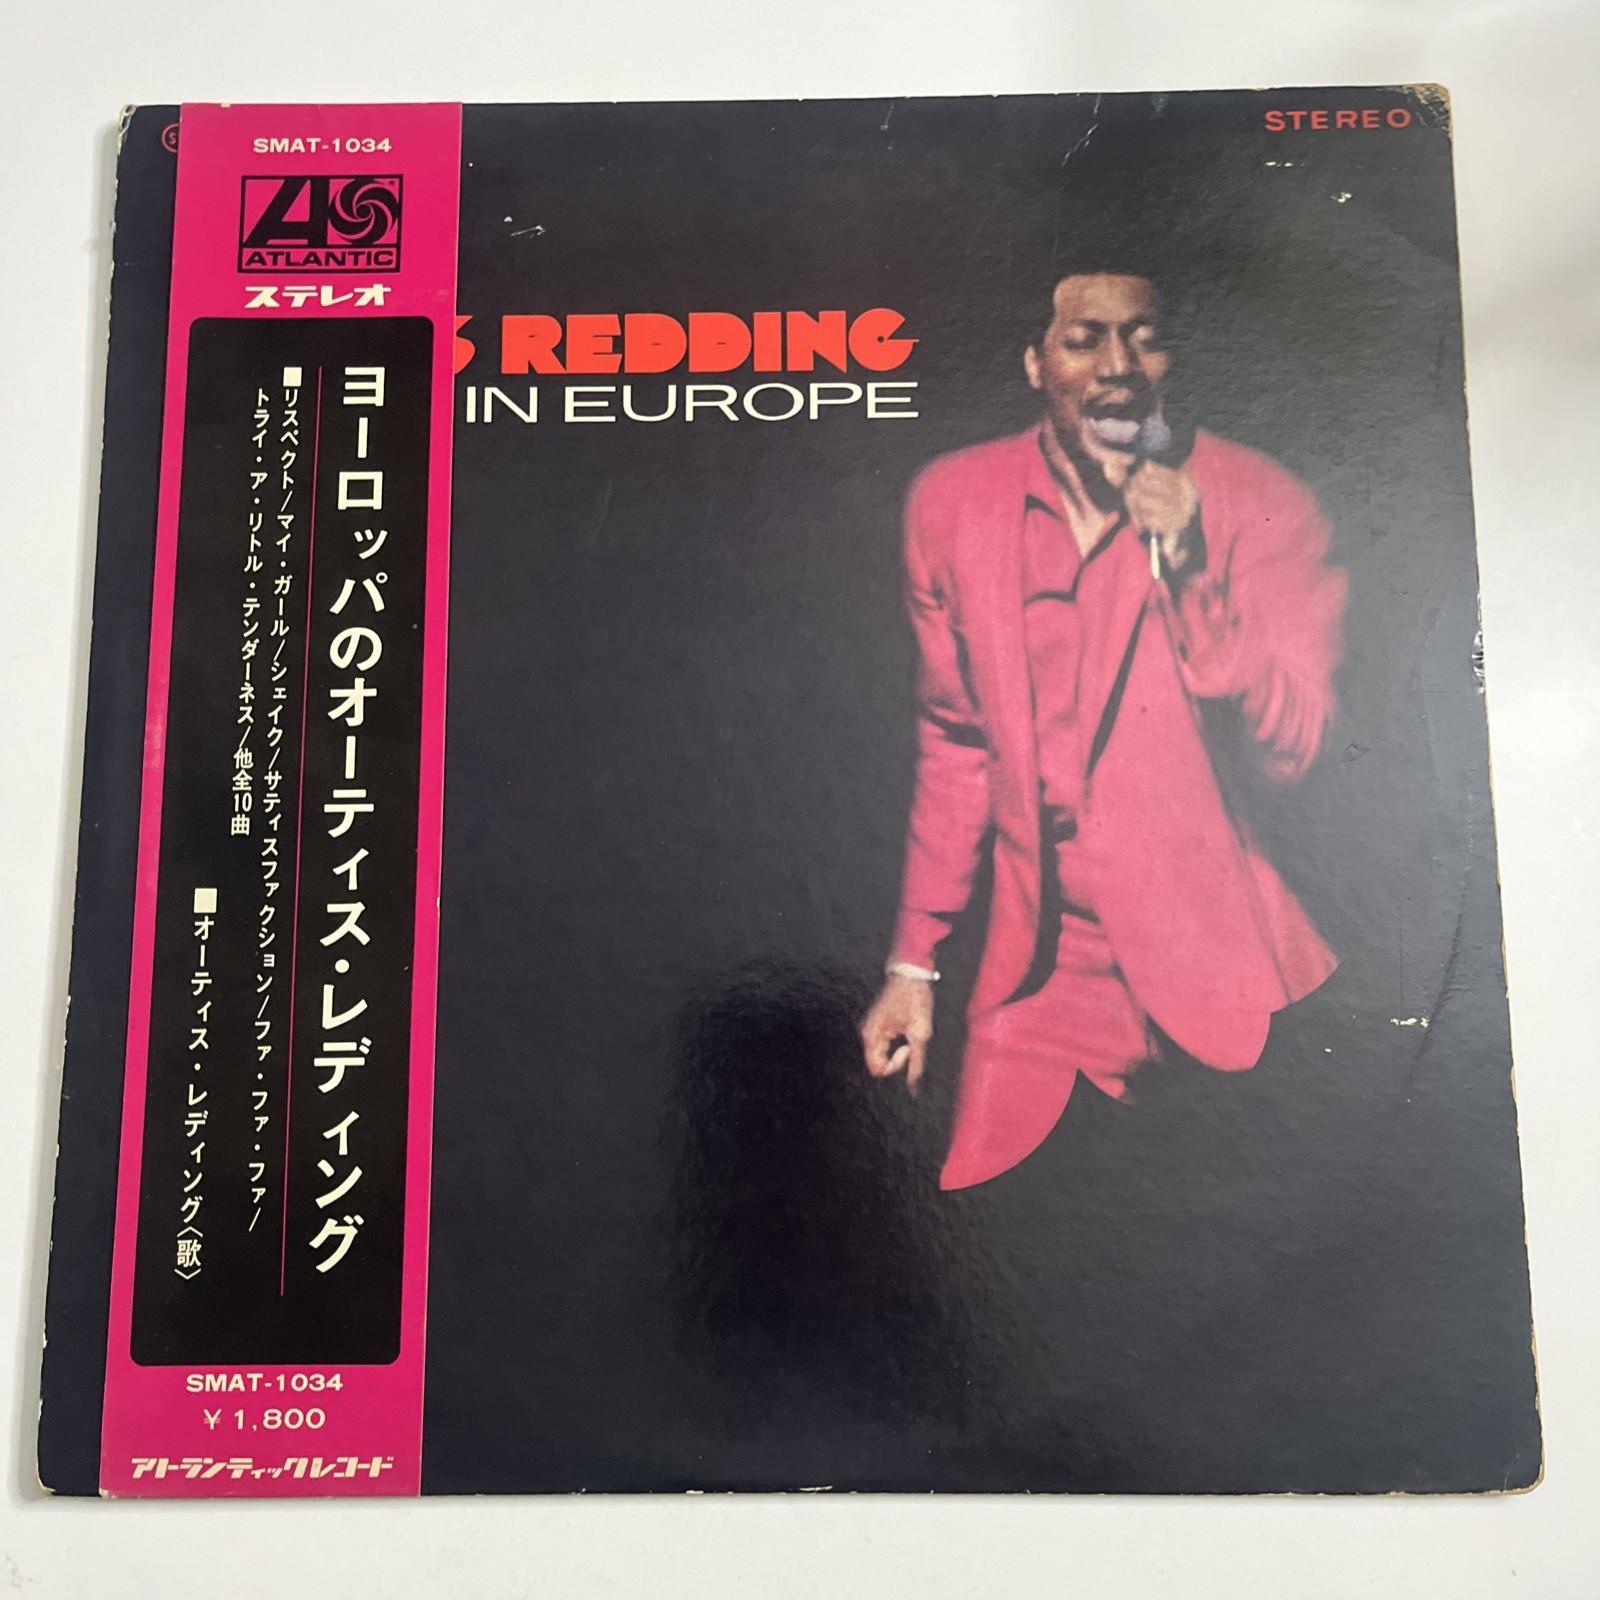 SMAT-1034
ATLANTIC
ステレオ
ヨーロッパのオーティス・レディング
■リスペクト/マイ・ガール/シェイク/サティスファクション/ファ・ファ・ファ/
トライ・ア・リトル・テンダーネス/他全10曲
■オーティス・レディング〈歌〉
SMAT-1034
¥1,800
アトランティックレコード
STEREO
S REDDING
IN EUROPE